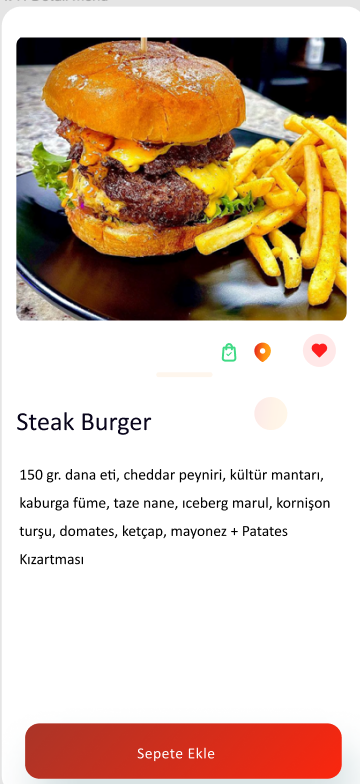 Steak Burger
150 gr. dana eti, cheddar peyniri, kültür mantarı,
kaburga füme, taze nane, ıceberg marul, kornişon
turşu, domates, ketçap, mayonez + Patates
Kızartması
Sepete Ekle